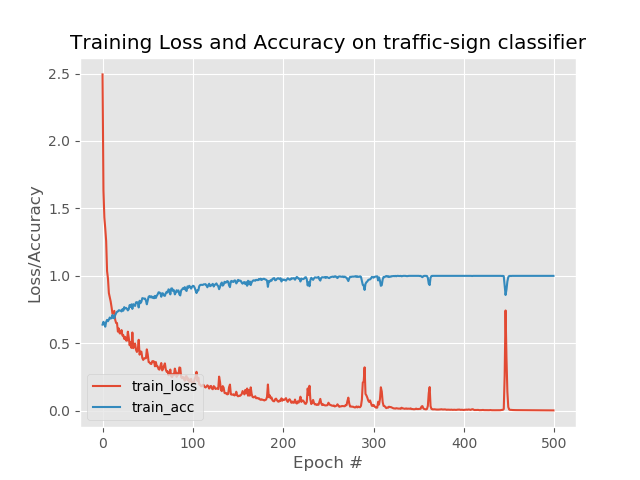 Training Loss and Accuracy on traffic-sign classifier
2.5
2.0
1.5
1.0
0.5
0.0
Loss/Accuracy
train_loss
train_acc
0 100 200 300 400 500
Epoch #